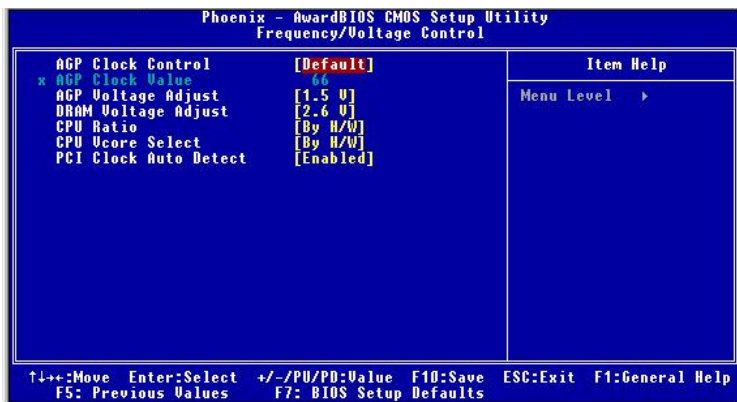 Phoenix - AwardBIOS CMOS Setup Utility
Frequency/Voltage Control
AGP Clock Control [Default]
x AGP Clock Value 66
AGP Voltage Adjust [1.5 V]
DRAM Voltage Adjust [2.6 V]
CPU Ratio [By H/W]
CPU Vcore Select [By H/W]
PCI Clock Auto Detect [Enabled]
Item Help
Menu Level ▸
↑↓→←:Move Enter:Select +/-/PU/PD:Value F10:Save ESC:Exit F1:General Help
F5: Previous Values F7: BIOS Setup Defaults